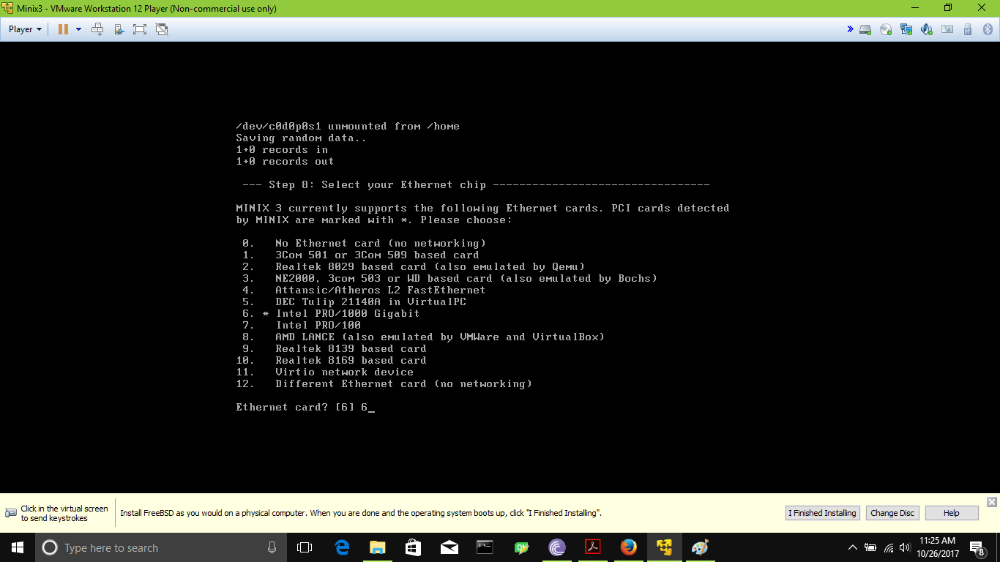 Minix3 - VMware Workstation 12 Player (Non-commercial use only)
Player
/dev/c0d0p0s1 unmounted from /home
Saving random data..
1+0 records in
1+0 records out
--- Step 8: Select your Ethernet chip ---------------------------------
MINIX 3 currently supports the following Ethernet cards. PCI cards detected
by MINIX are marked with *. Please choose:
0. No Ethernet card (no networking)
1. 3Com 501 or 3Com 509 based card
2. Realtek 8029 based card (also emulated by Qemu)
3. NE2000, 3com 503 or WD based card (also emulated by Bochs)
4. Attansic/Atheros L2 FastEthernet
5. DEC Tulip 21140A in VirtualPC
6. * Intel PRO/1000 Gigabit
7. Intel PRO/100
8. AMD LANCE (also emulated by VMWare and VirtualBox)
9. Realtek 8139 based card
10. Realtek 8169 based card
11. Virtio network device
12. Different Ethernet card (no networking)
Ethernet card? [6] 6_
Click in the virtual screen
to send keystrokes
Install FreeBSD as you would on a physical computer. When you are done and the operating system boots up, click "I Finished Installing".
I Finished Installing
Change Disc
Help
Type here to search
11:25 AM
10/26/2017
8